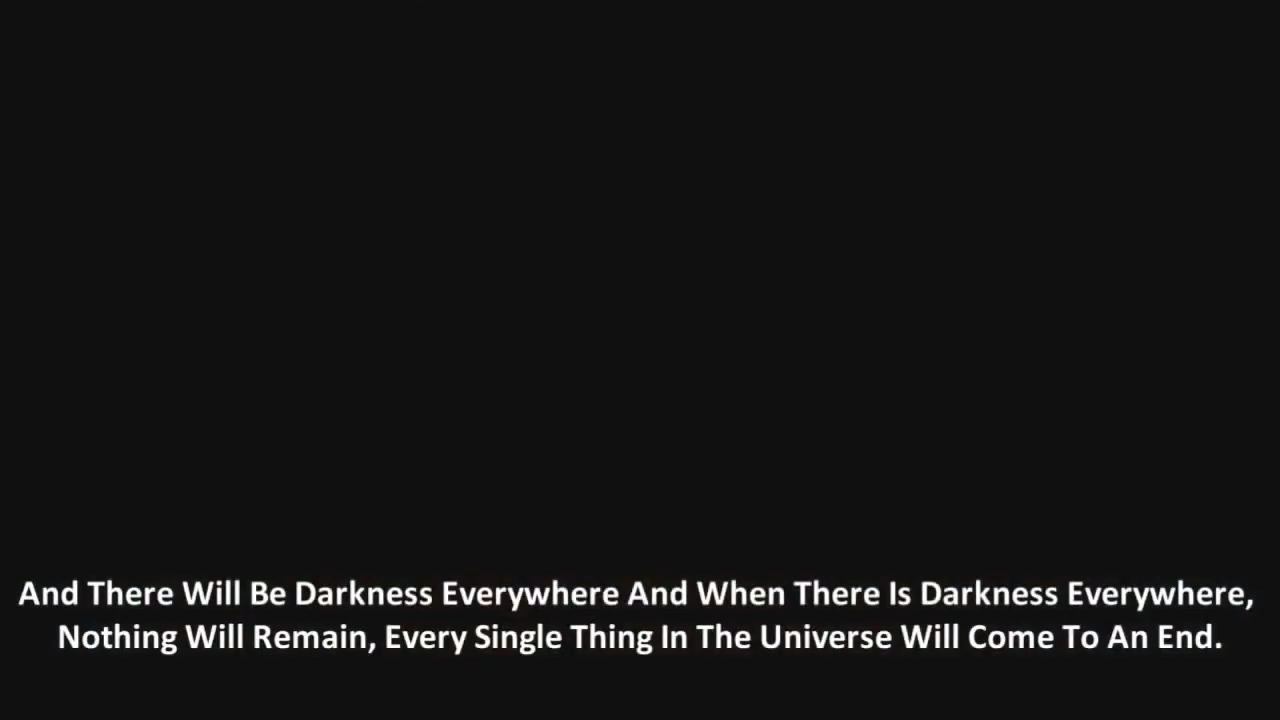 And There Will Be Darkness Everywhere And When There Is Darkness Everywhere,
Nothing Will Remain, Every Single Thing In The Universe Will Come To An End.